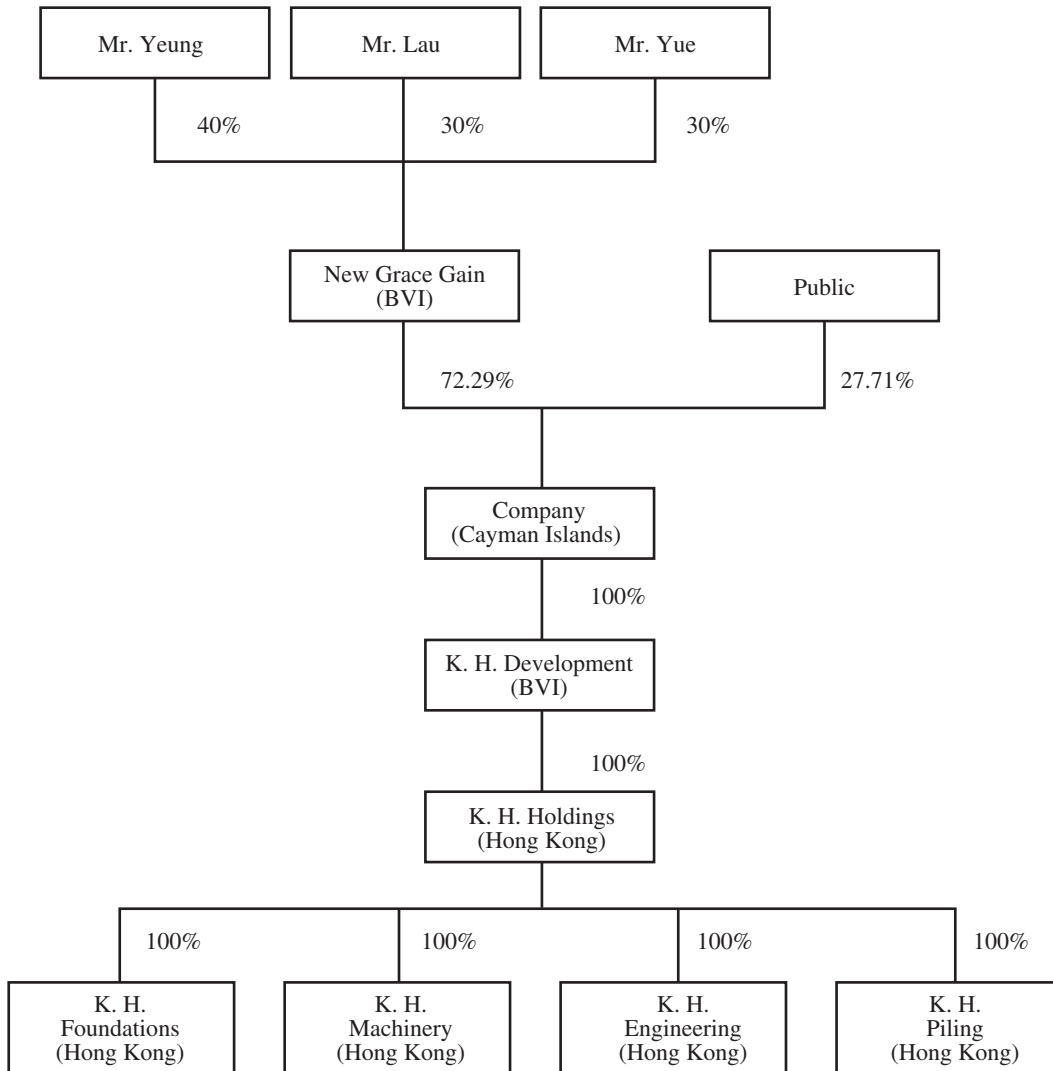 Mr. Yeung
Mr. Lau
Mr. Yue
40%
30%
30%
New Grace Gain
(BVI)
Public
72.29%
27.71%
Company
(Cayman Islands)
100%
K. H. Development
(BVI)
100%
K. H. Holdings
(Hong Kong)
100%
100%
100%
100%
K. H.
Foundations
(Hong Kong)
K. H.
Machinery
(Hong Kong)
K. H.
Engineering
(Hong Kong)
K. H.
Piling
(Hong Kong)